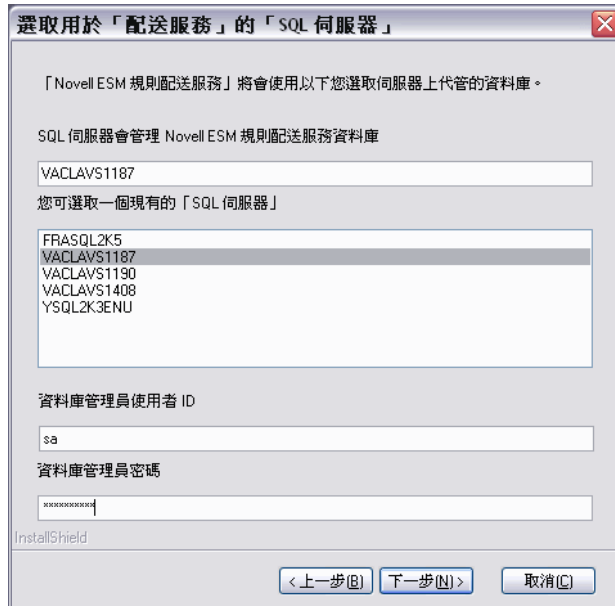 選取用於「配送服務」的「SQL 伺服器」
「Novell ESM 規則配送服務」將會使用以下您選取伺服器上代管的資料庫。
SQL 伺服器會管理 Novell ESM 規則配送服務資料庫
VACLAVS1187
您可選取一個現有的「SQL 伺服器」
FRASQL2K5
VACLAVS1187
VACLAVS1190
VACLAVS1408
YSQL2K3ENU
資料庫管理員使用者 ID
sa
資料庫管理員密碼
**********
InstallShield
<上一步(B) 下一步(N)> 取消(C)